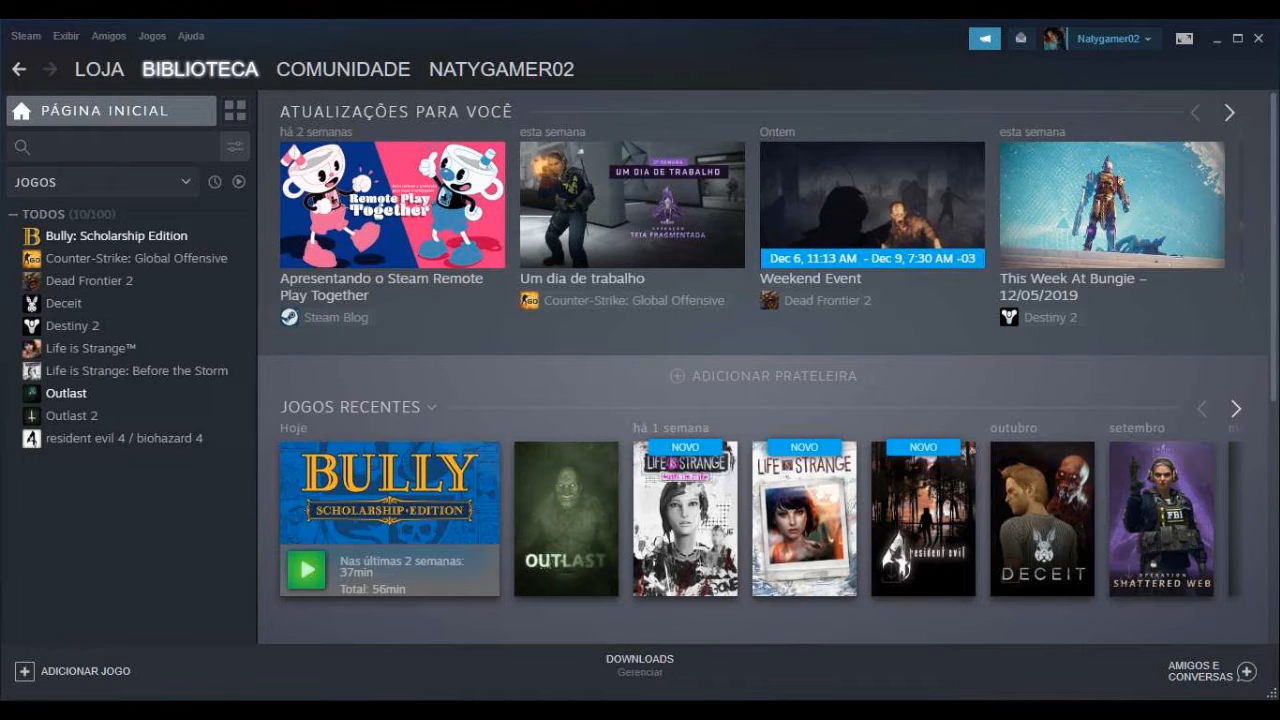 Steam Exibir Amigos Jogos Ajuda
Natygamer02
LOJA BIBLIOTECA COMUNIDADE NATYGAMER02
PÁGINA INICIAL
JOGOS
TODOS (10/100)
Bully: Scholarship Edition
Counter-Strike: Global Offensive
Dead Frontier 2
Deceit
Destiny 2
Life is Strange™
Life is Strange: Before the Storm
Outlast
Outlast 2
resident evil 4 / biohazard 4
ATUALIZAÇÕES PARA VOCÊ
há 2 semanas
Remote Play
Together
Apresentando o Steam Remote
Play Together
Steam Blog
esta semana
UM DIA DE TRABALHO
OPERAÇÃO
TEIA FRAGMENTADA
Um dia de trabalho
Counter-Strike: Global Offensive
Ontem
Dec 6, 11:13 AM - Dec 9, 7:30 AM -03
Weekend Event
Dead Frontier 2
esta semana
This Week At Bungie –
12/05/2019
Destiny 2
ADICIONAR PRATELEIRA
JOGOS RECENTES
Hoje
BULLY
SCHOLARSHIP·EDITION
Nas últimas 2 semanas:
37min
Total: 56min
OUTLAST
há 1 semana
NOVO
LIFE IS STRANGE
NOVO
LIFE IS STRANGE
NOVO
resident evil
4
outubro
DECEIT
setembro
FBI
OPERATION
SHATTERED WEB
ADICIONAR JOGO
DOWNLOADS
Gerenciar
AMIGOS E
CONVERSAS